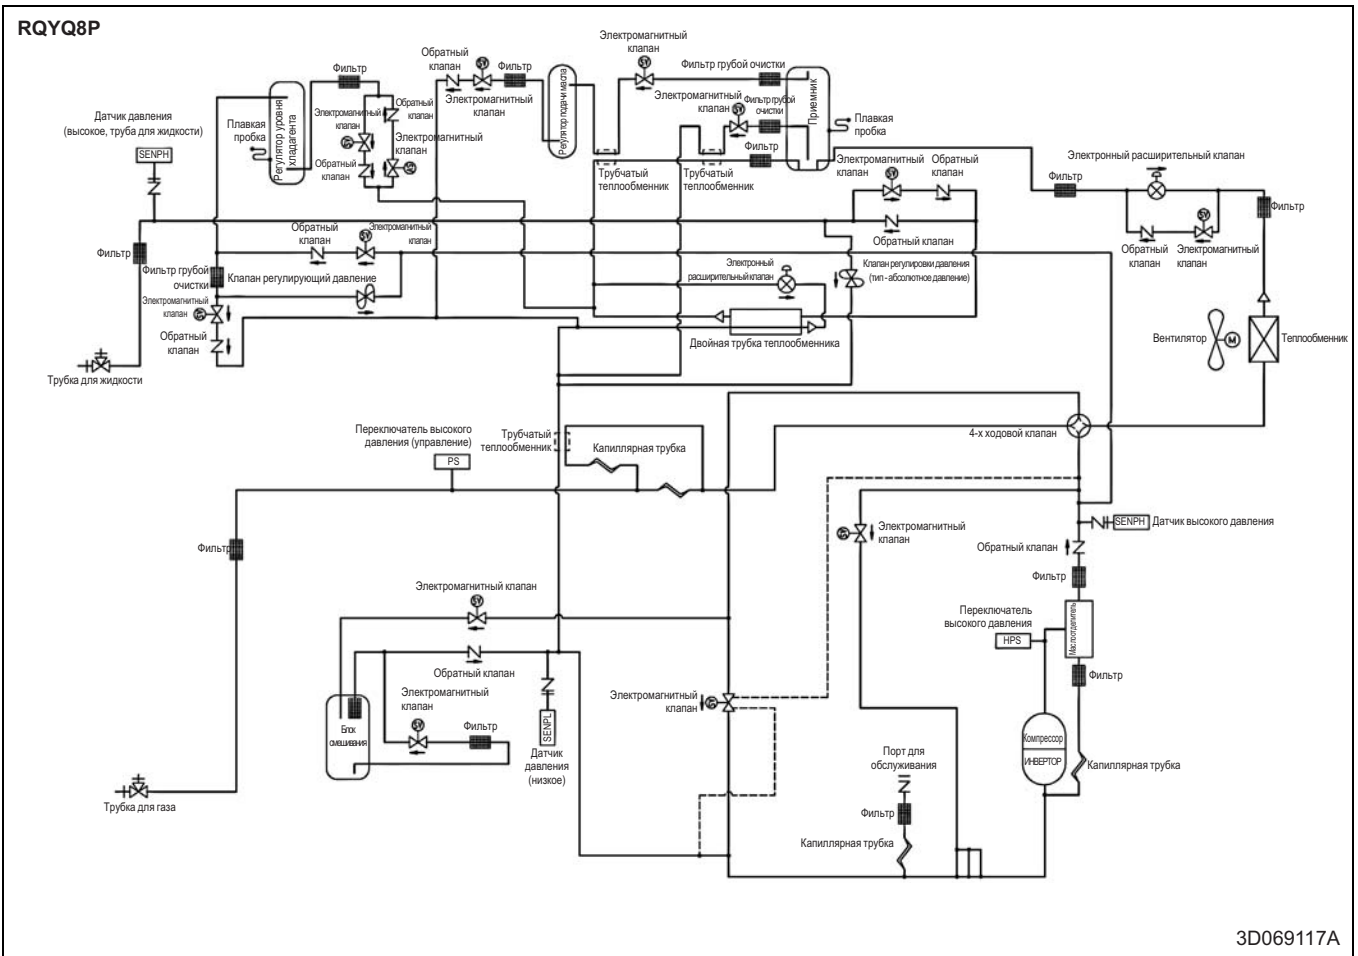 RQYQ8P
Электромагнитный
клапан
Обратный
клапан
Фильтр
Фильтр
Фильтр грубой очистки
Электромагнитный
клапан
Электромагнитный
клапан
Фильтр грубой
очистки
Приемник
Плавкая
пробка
Датчик давления
(высокое, труба для жидкости)
SENPH
Плавкая
пробка
Регулятор уровня
хладагента
Обратный
клапан
Электромагнитный
клапан
Электромагнитный
клапан
Обратный
клапан
Регулятор подачи масла
Фильтр
Трубчатый
теплообменник
Трубчатый
теплообменник
Электромагнитный
клапан
Обратный
клапан
Электронный расширительный клапан
Фильтр
Фильтр
Обратный
клапан
Электромагнитный
клапан
Обратный клапан
Обратный
клапан
Электромагнитный
клапан
Фильтр
Фильтр грубой
очистки
Клапан регулирующий давление
Электронный
расширительный клапан
Клапан регулировки давления
(тип - абсолютное давление)
Электромагнитный
клапан
Обратный
клапан
Двойная трубка теплообменника
Вентилятор
M
Теплообменник
Трубка для жидкости
Переключатель высокого
давления (управление)
PS
Трубчатый
теплообменник
Капиллярная трубка
4-х ходовой клапан
Электромагнитный
клапан
SENPH
Датчик высокого давления
Обратный клапан
Фильтр
Фильтр
Электромагнитный клапан
Переключатель
высокого давления
HPS
Маслоотделитель
Фильтр
Обратный клапан
Электромагнитный
клапан
Фильтр
Блок
смешивания
SENPL
Датчик
давления
(низкое)
Электромагнитный
клапан
Порт для
обслуживания
Фильтр
Капиллярная трубка
Компрессор
ИНВЕРТОР
Капиллярная трубка
Трубка для газа
3D069117A